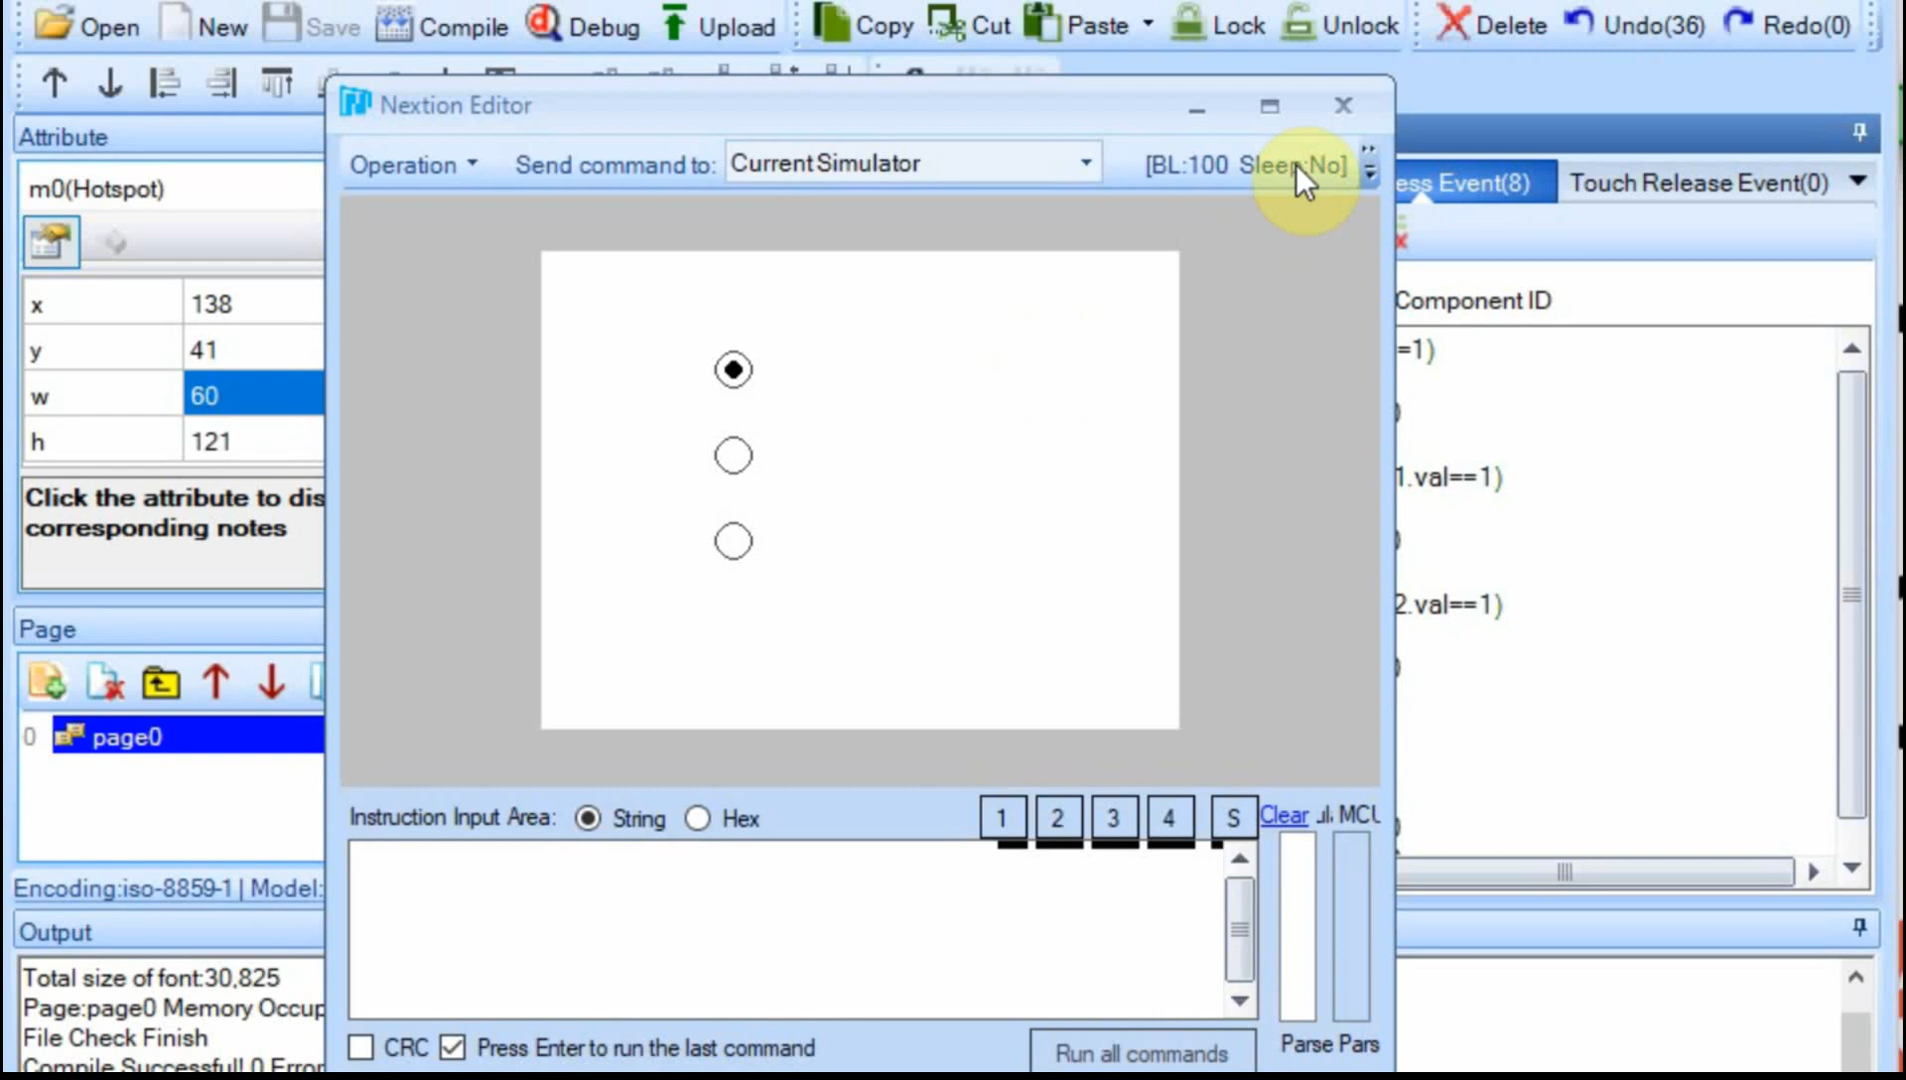 Open New Save Compile Debug Upload Copy Cut Paste Lock Unlock Delete Undo(36) Redo(0)
Attribute
Nextion Editor
Operation Send command to: Current Simulator [BL:100 Sleep:No]
m0(Hotspot)
ess Event(8) Touch Release Event(0)
x 138
y 41
w 60
h 121
Component ID
=1)
1.val==1)
2.val==1)
Click the attribute to dis
corresponding notes
Page
0 page0
Instruction Input Area: String Hex 1 2 3 4 S Clear MCU
Encoding:iso-8859-1 | Model:
Output
Total size of font:30,825
Page:page0 Memory Occup
File Check Finish
Compile Successful! 0 Error
CRC Press Enter to run the last command Run all commands Parse Pars